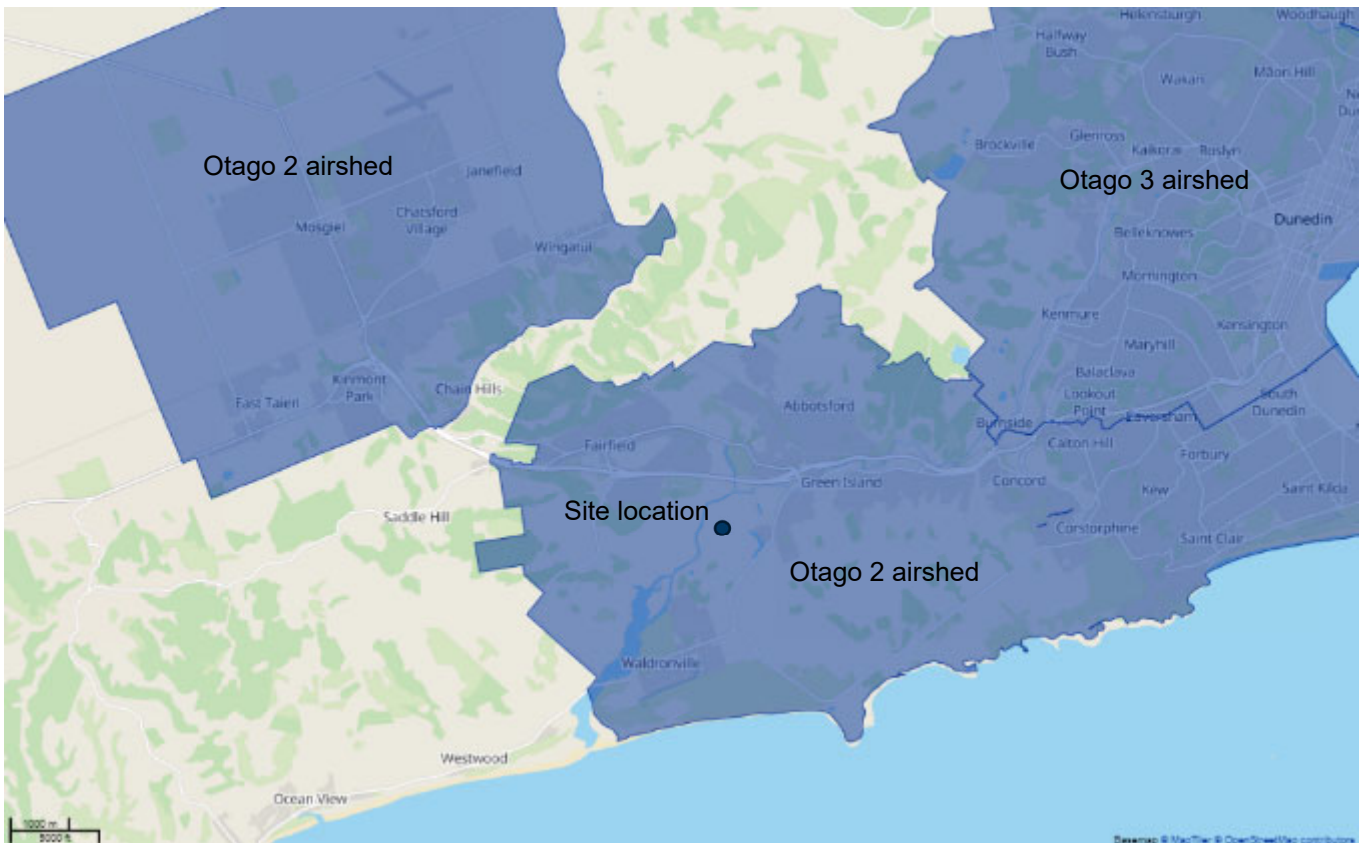 Helensburgh
Woodhaugh
Halfway
Bush
Wakari
Māori Hill
Brockville
Glenross
Kaikorai
Roslyn
Otago 2 airshed
Otago 3 airshed
Janefield
Chatsford
Village
Mosgiel
Wingatui
Dunedin
Belleknowes
Mornington
Kenmure
Kensington
Maryhill
Balaclava
Kinmont
Park
Chain Hills
East Taieri
Lookout
Point
South
Dunedin
Abbotsford
Burnside
Caversham
Calton Hill
Fairfield
Forbury
Green Island
Concord
Kew
Saint Kilda
Site location
Saddle Hill
Corstorphine
Saint Clair
Otago 2 airshed
Waldronville
Westwood
Ocean View
1000 m
5000 ft
Basemap © MapTiler © OpenStreetMap contributors